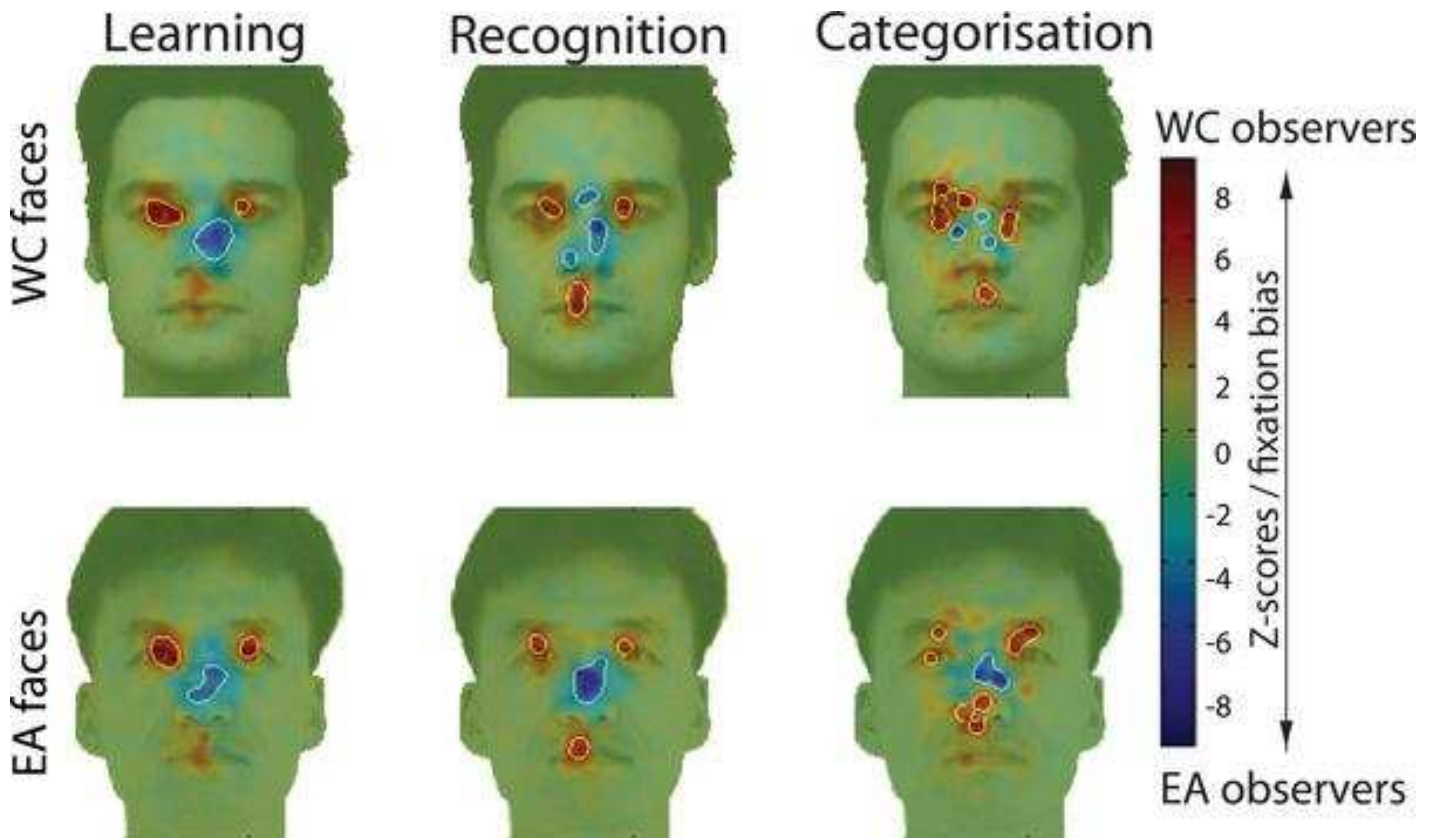 Learning
Recognition
Categorisation
WC faces
WC observers
8
6
4
2
0
-2
-4
-6
-8
Z-scores / fixation bias
EA faces
EA observers